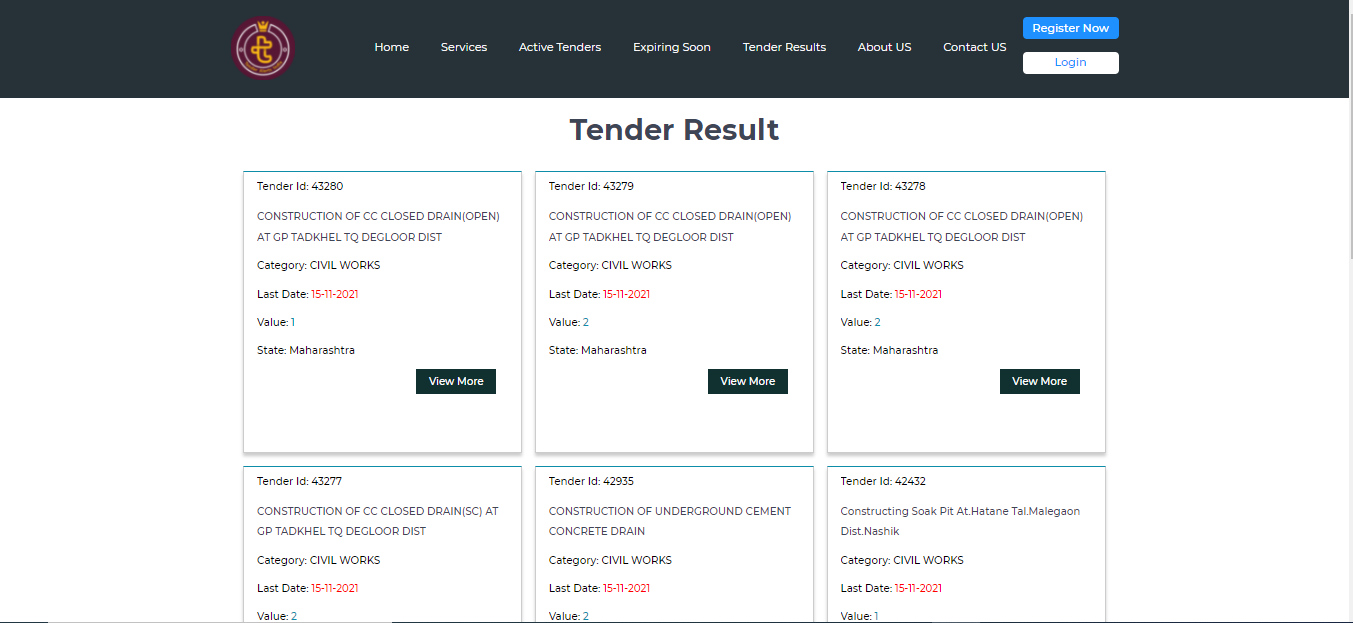 Home Services Active Tenders Expiring Soon Tender Results About US Contact US
Register Now
Login
Tender Result
Tender Id: 43280
CONSTRUCTION OF CC CLOSED DRAIN(OPEN)
AT GP TADKHEL TQ DEGLOOR DIST
Category: CIVIL WORKS
Last Date: 15-11-2021
Value: 1
State: Maharashtra
View More
Tender Id: 43279
CONSTRUCTION OF CC CLOSED DRAIN(OPEN)
AT GP TADKHEL TQ DEGLOOR DIST
Category: CIVIL WORKS
Last Date: 15-11-2021
Value: 2
State: Maharashtra
View More
Tender Id: 43278
CONSTRUCTION OF CC CLOSED DRAIN(OPEN)
AT GP TADKHEL TQ DEGLOOR DIST
Category: CIVIL WORKS
Last Date: 15-11-2021
Value: 2
State: Maharashtra
View More
Tender Id: 43277
CONSTRUCTION OF CC CLOSED DRAIN(SC) AT
GP TADKHEL TQ DEGLOOR DIST
Category: CIVIL WORKS
Last Date: 15-11-2021
Value: 2
Tender Id: 42935
CONSTRUCTION OF UNDERGROUND CEMENT
CONCRETE DRAIN
Category: CIVIL WORKS
Last Date: 15-11-2021
Value: 2
Tender Id: 42432
Constructing Soak Pit At.Hatane Tal.Malegaon
Dist.Nashik
Category: CIVIL WORKS
Last Date: 15-11-2021
Value: 1